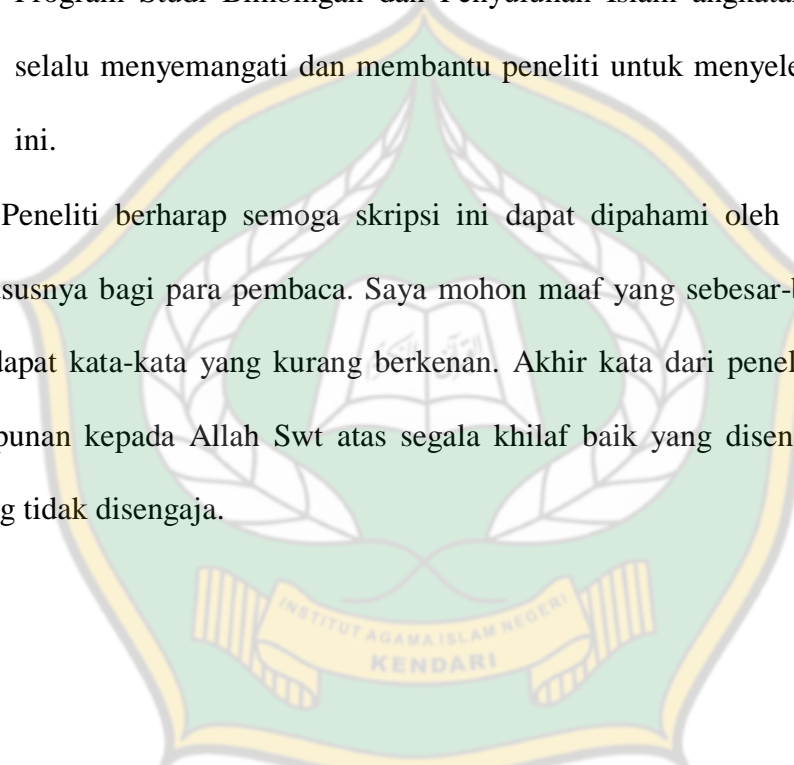 Program Studi Bimbingan dan Penyuluhan Islam angkatan
selalu menyemangati dan membantu peneliti untuk menyele
ini.
Peneliti berharap semoga skripsi ini dapat dipahami oleh
ususnya bagi para pembaca. Saya mohon maaf yang sebesar-b
dapat kata-kata yang kurang berkenan. Akhir kata dari penel
punan kepada Allah Swt atas segala khilaf baik yang disen
g tidak disengaja.
INSTITUT AGAMA ISLAM NEGERI
KENDARI